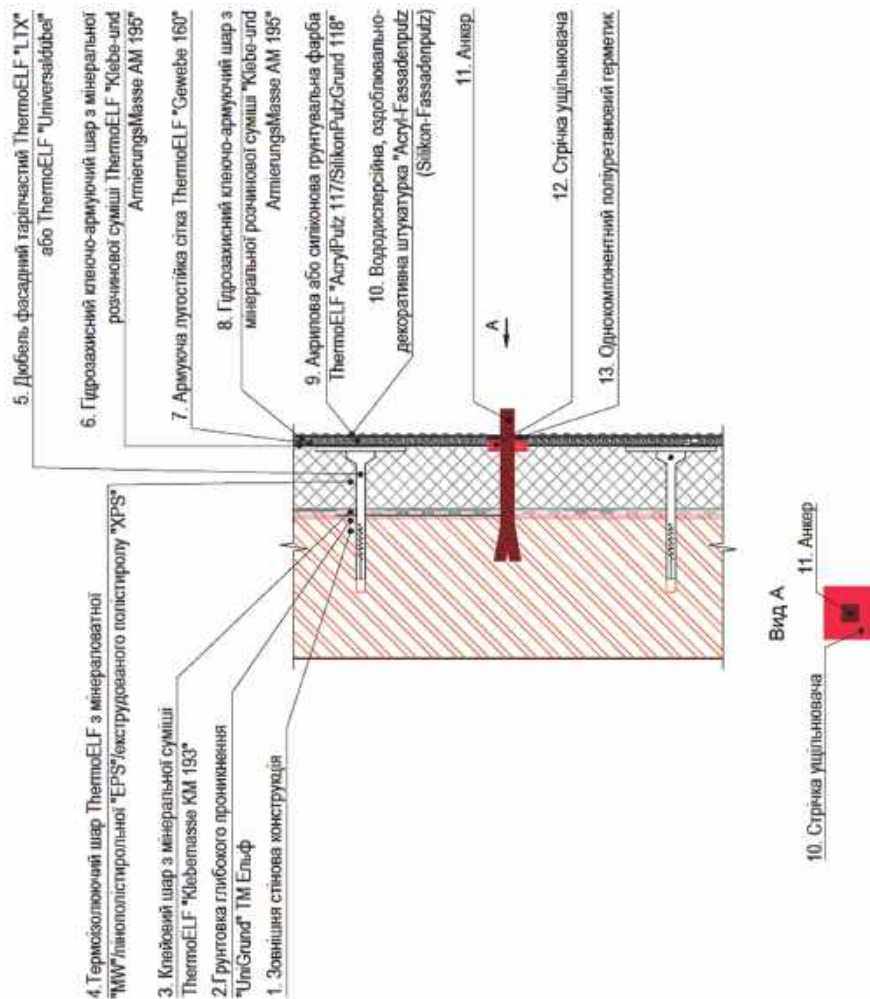 4.Термоізолюючий шар ThermoELF з мінераловатної
"MW"/пінополістирольної "EPS"/екструдованого полістиролу "XPS"
3. Клейовий шар з мінеральної суміші
ThermoELF "Klebemasse KM 193"
2.Грунтовка глибокого проникнення
"UniGrund" ТМ Ельф
1. Зовнішня стінова конструкція
5. Дюбель фасадний таріпчастий ThermoELF "LTX"
або ThermoELF "Universaldübel"
6. Гідрозахисний клеючо-армуючий шар з мінеральної
розчинової суміші ThermoELF "Klebe-und
ArmierungsMasse AM 195"
7. Армуюча лугостійка сітка ThermoELF "Gewebe 160"
8. Гідрозахисний клеючо-армуючий шар з
мінеральної розчинової суміші "Klebe-und
ArmierungsMasse AM 195"
9. Акрилова або силіконова грунтувальна фарба
ThermoELF "AcrylPutz 117/SilikonPutzGrund 118"
10. Вододисперсійна, оздоблювально-
декоративна штукатурка "Acryl-Fassadenputz
(Silikon-Fassadenputz)
11. Анкер
A
12. Стрічка ущільнювача
13. Однокомпонентний поліуретановий герметик
Вид А
11. Анкер
10. Стрічка ущільнювача